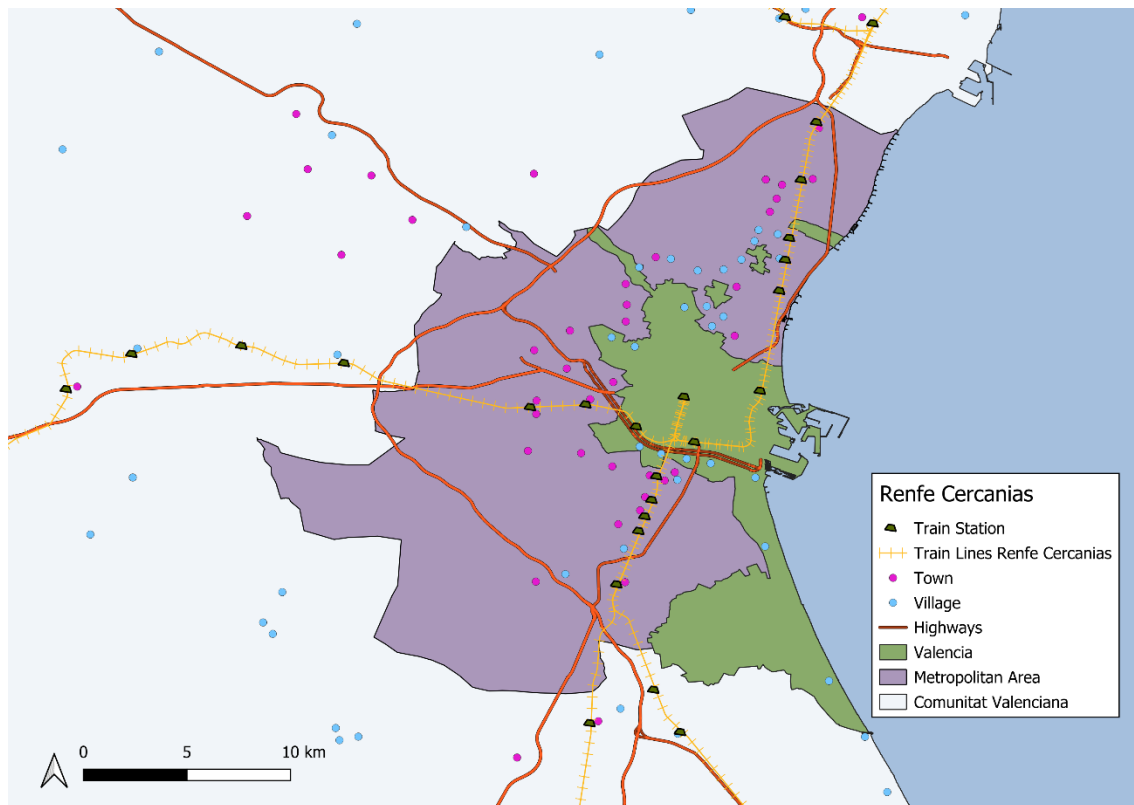 Renfe Cercanias
Train Station
Train Lines Renfe Cercanias
Town
Village
Highways
Valencia
Metropolitan Area
Comunitat Valenciana
0 5 10 km